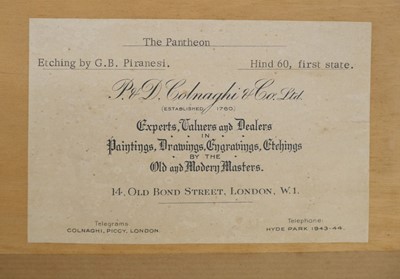 The Pantheon
Etching by G.B. Piranesi. Hind 60, first state.
P. & D. Colnaghi & Co. Ltd.
(ESTABLISHED 1760)
Experts, Valuers and Dealers
IN
Paintings, Drawings, Engravings, Etchings
BY THE
Old and Modern Masters.
14, OLD BOND STREET, LONDON, W.1.
Telegrams Telephone:
COLNAGHI, PICCY, LONDON HYDE PARK 1943-44.